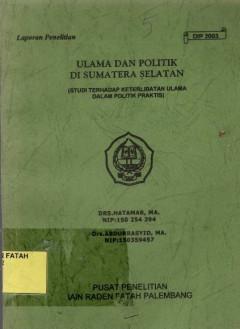 Laporan Penelitian
DIP 2003
ULAMA DAN POLITIK
DI SUMATERA SELATAN
(STUDI TERHADAP KETERLIBATAN ULAMA
DALAM POLITIK PRAKTIS)
DRS.HATAMAR, MA.
NIP:150 254 394
Drs.ABDURRASYID, MA.
NIP:150359457
N FATAH
PUSAT PENELITIAN
IAIN RADEN FATAH PALEMBANG